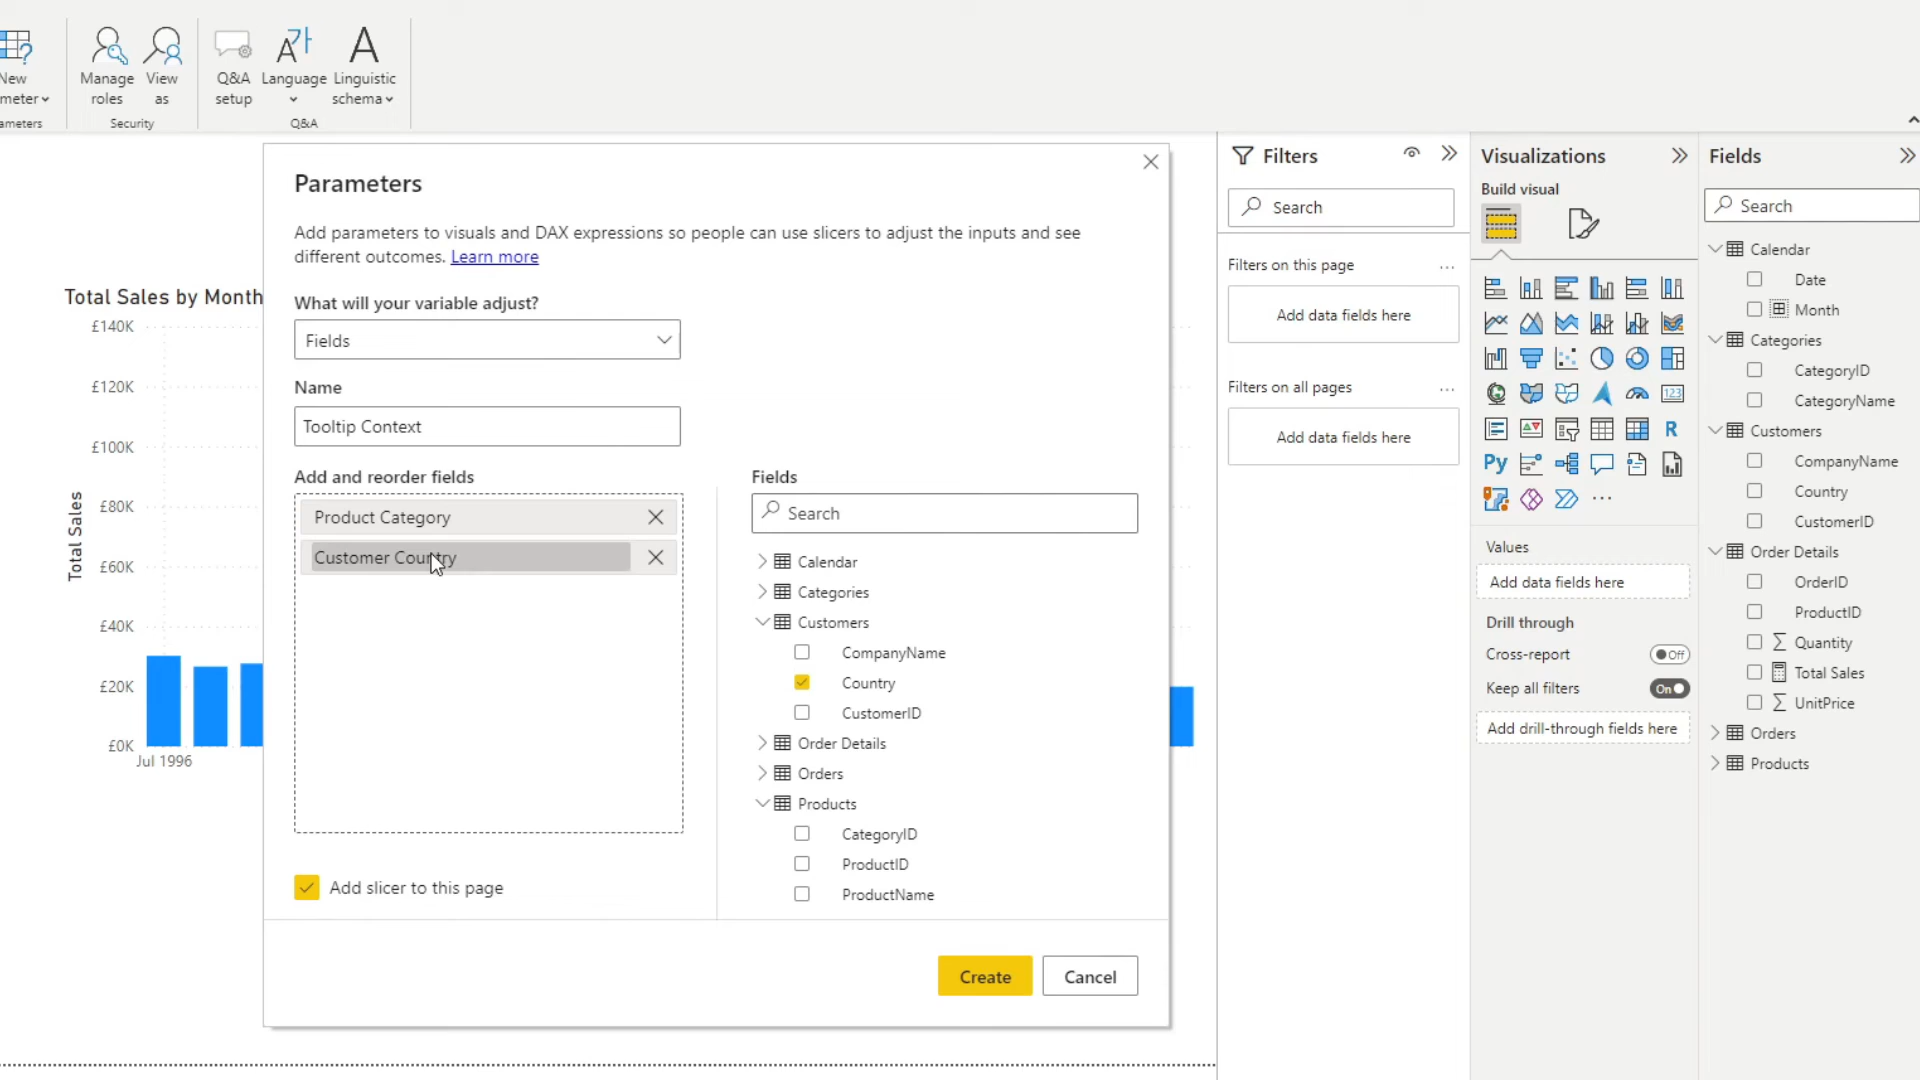 New
meter
ameters
Manage
roles
View
as
Security
Q&A
setup
Language
Linguistic
schema
Q&A
Total Sales by Month
£140K
£120K
£100K
£80K
£60K
£40K
£20K
£0K
Total Sales
Jul 1996
Parameters
Add parameters to visuals and DAX expressions so people can use slicers to adjust the inputs and see
different outcomes. Learn more
What will your variable adjust?
Fields
Name
Tooltip Context
Add and reorder fields
Product Category
Customer Country
Add slicer to this page
Fields
Search
Calendar
Categories
Customers
CompanyName
Country
CustomerID
Order Details
Orders
Products
CategoryID
ProductID
ProductName
Create
Cancel
Filters
Search
Filters on this page
Add data fields here
Filters on all pages
Add data fields here
Visualizations
Build visual
123
R
Py
Values
Add data fields here
Drill through
Cross-report
Off
Keep all filters
On
Add drill-through fields here
Fields
Search
Calendar
Date
Month
Categories
CategoryID
CategoryName
Customers
CompanyName
Country
CustomerID
Order Details
OrderID
ProductID
Quantity
Total Sales
UnitPrice
Orders
Products